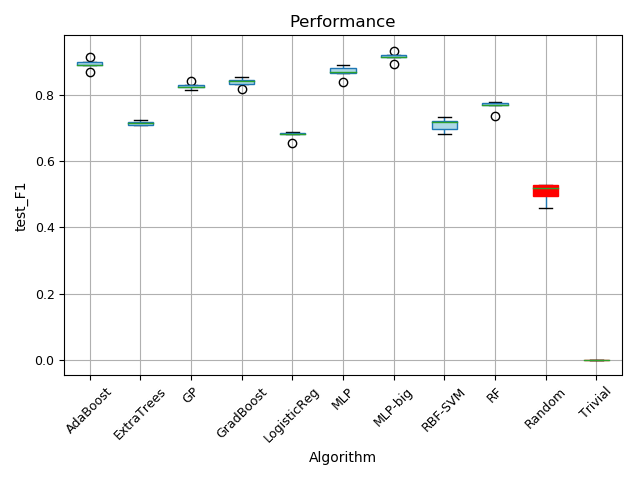 Performance
test_F1
0.8
0.6
0.4
0.2
0.0
AdaBoost
ExtraTrees
GP
GradBoost
LogisticReg
MLP
MLP-big
RBF-SVM
RF
Random
Trivial
Algorithm